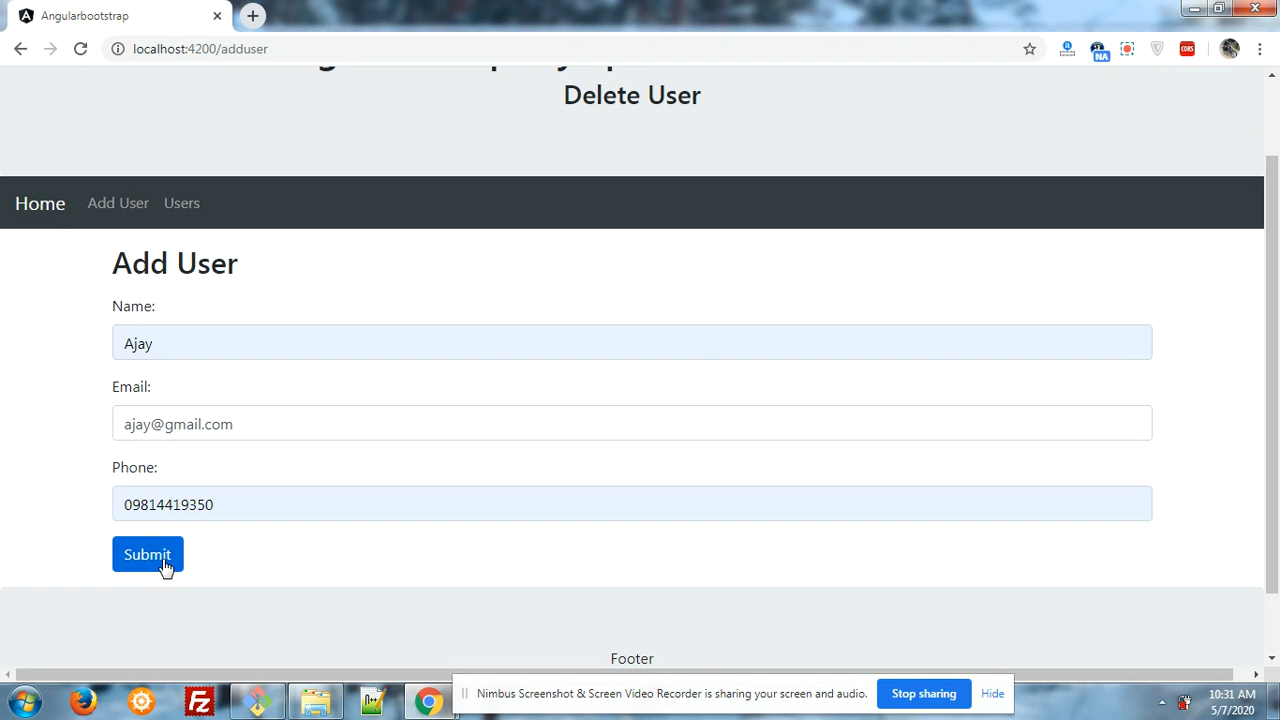 Angularbootstrap
localhost:4200/adduser
NA
CORS
Delete User
Home Add User Users
Add User
Name:
Ajay
Email:
ajay@gmail.com
Phone:
09814419350
Submit
Footer
Nimbus Screenshot & Screen Video Recorder is sharing your screen and audio. Stop sharing Hide
10:31 AM
5/7/2020